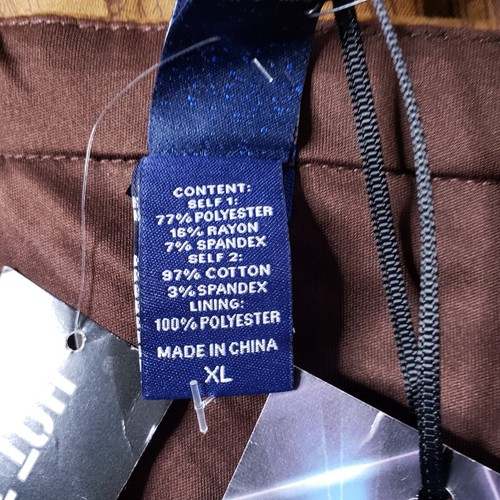 CONTENT:
SELF 1:
77% POLYESTER
16% RAYON
7% SPANDEX
SELF 2:
97% COTTON
3% SPANDEX
LINING:
100% POLYESTER
MADE IN CHINA
XL
HOT